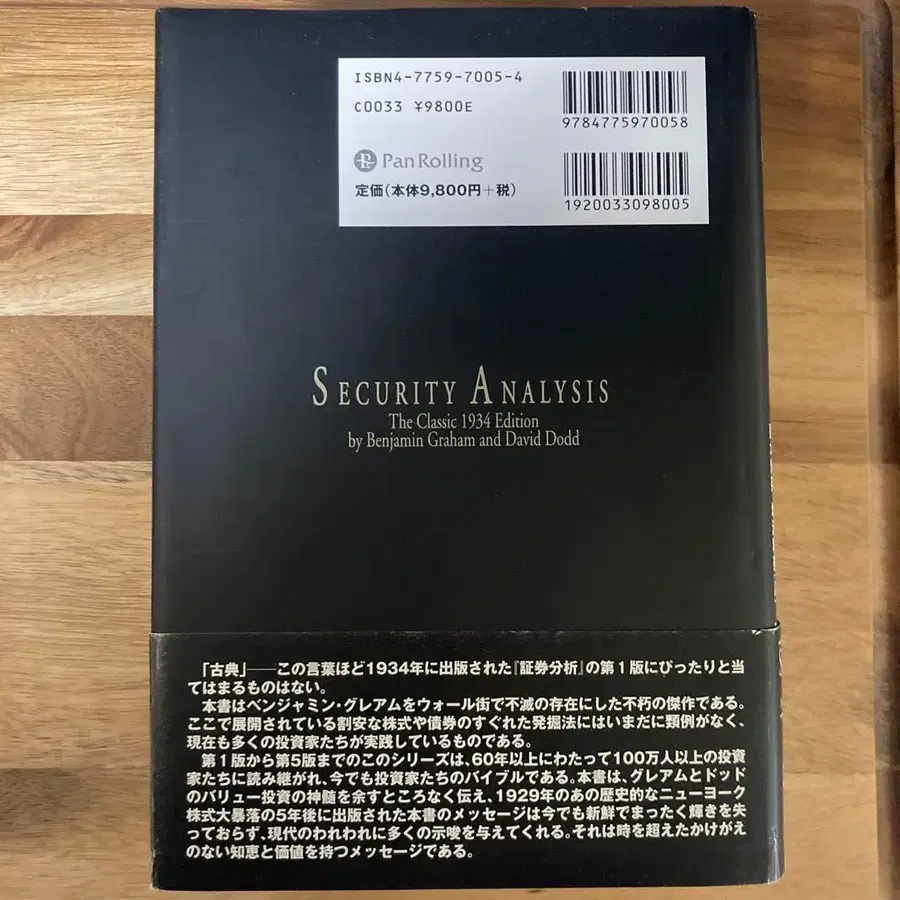 ISBN4-7759-7005-4
C0033 ¥9800E
9784775970058
PanRolling
定価(本体9,800円+税)
1920033098005
SECURITY ANALYSIS
The Classic 1934 Edition
by Benjamin Graham and David Dodd
「古典」――この言葉ほど1934年に出版された『証券分析』の第1版にぴったりと当
てはまるものはない。
本書はベンジャミン・グレアムをウォール街で不滅の存在にした不朽の傑作である。
ここで展開されている割安な株式や債券のすぐれた発掘法にはいまだに類例がなく、
現在も多くの投資家たちが実践しているものである。
第1版から第5版までのこのシリーズは、60年以上にわたって100万人以上の投資
家たちに読み継がれ、今でも投資家たちのバイブルである。本書は、グレアムとドッド
のバリュー投資の神髄を余すところなく伝え、1929年のあの歴史的なニューヨーク
株式大暴落の5年後に出版された本書のメッセージは今でも新鮮でまったく輝きを失
っておらず、現代のわれわれに多くの示唆を与えてくれる。それは時を超えたかけがえ
のない知恵と価値を持つメッセージである。